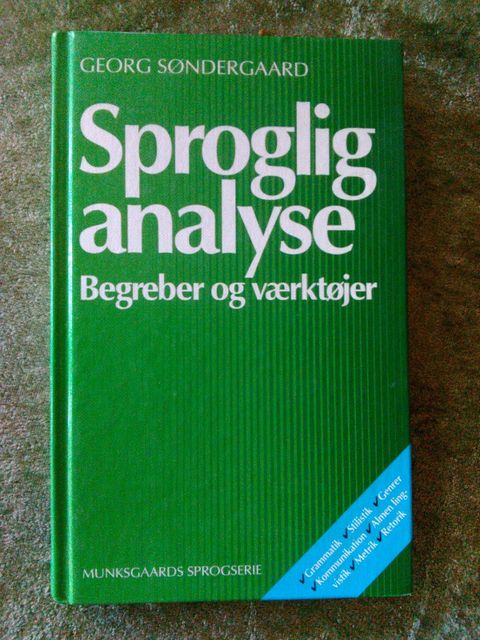 GEORG SØNDERGAARD
Sproglig
analyse
Begreber og værktøjer
✓ Grammatik ✓ Stilistik ✓ Genrer
✓ Kommunikation ✓ Almen ling-
vistik ✓ Metrik ✓ Retorik
MUNKSGAARDS SPROGSERIE